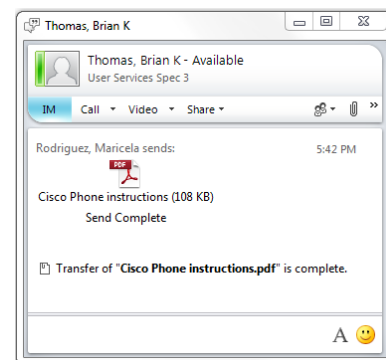 Thomas, Brian K
Thomas, Brian K - Available
User Services Spec 3
IM Call Video Share
Rodriguez, Maricela sends: 5:42 PM
PDF
Cisco Phone instructions (108 KB)
Send Complete
Transfer of "Cisco Phone instructions.pdf" is complete.
A